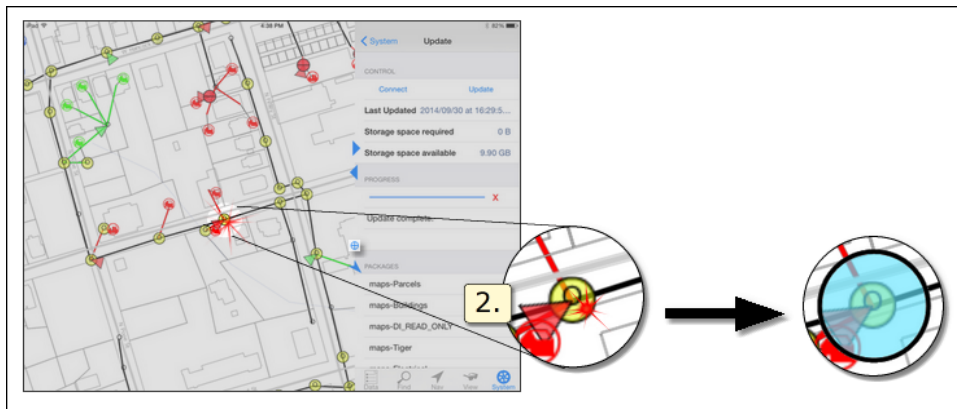 iPad
4:38 PM
82%
System
Update
CONTROL
Connect
Update
Last Updated 2014/09/30 at 16:29:5...
Storage space required 0 B
Storage space available 9.90 GB
PROGRESS
X
Update complete.
PACKAGES
maps-Parcels
maps-Buildings
maps-DI_READ_ONLY
maps-Tiger
maps-Electrical
Data
Find
Nav
View
System
2.